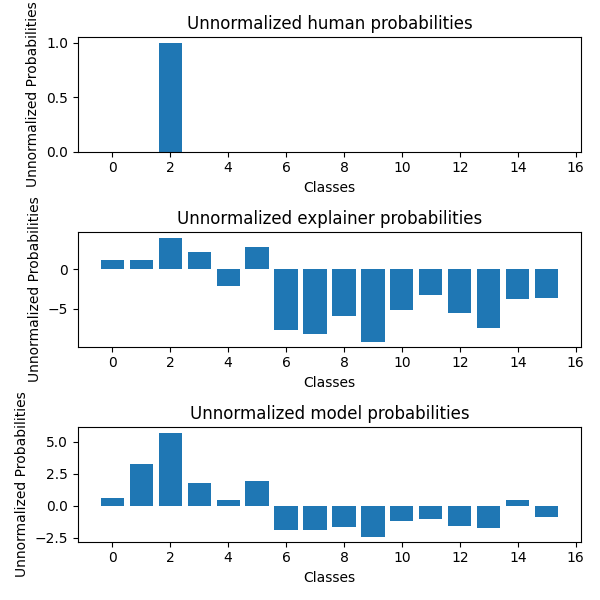 Unnormalized human probabilities
Unnormalized Probabilities
1.0
0.5
0.0
0 2 4 6 8 10 12 14 16
Classes
Unnormalized explainer probabilities
Unnormalized Probabilities
0
−5
0 2 4 6 8 10 12 14 16
Classes
Unnormalized model probabilities
Unnormalized Probabilities
5.0
2.5
0.0
−2.5
0 2 4 6 8 10 12 14 16
Classes